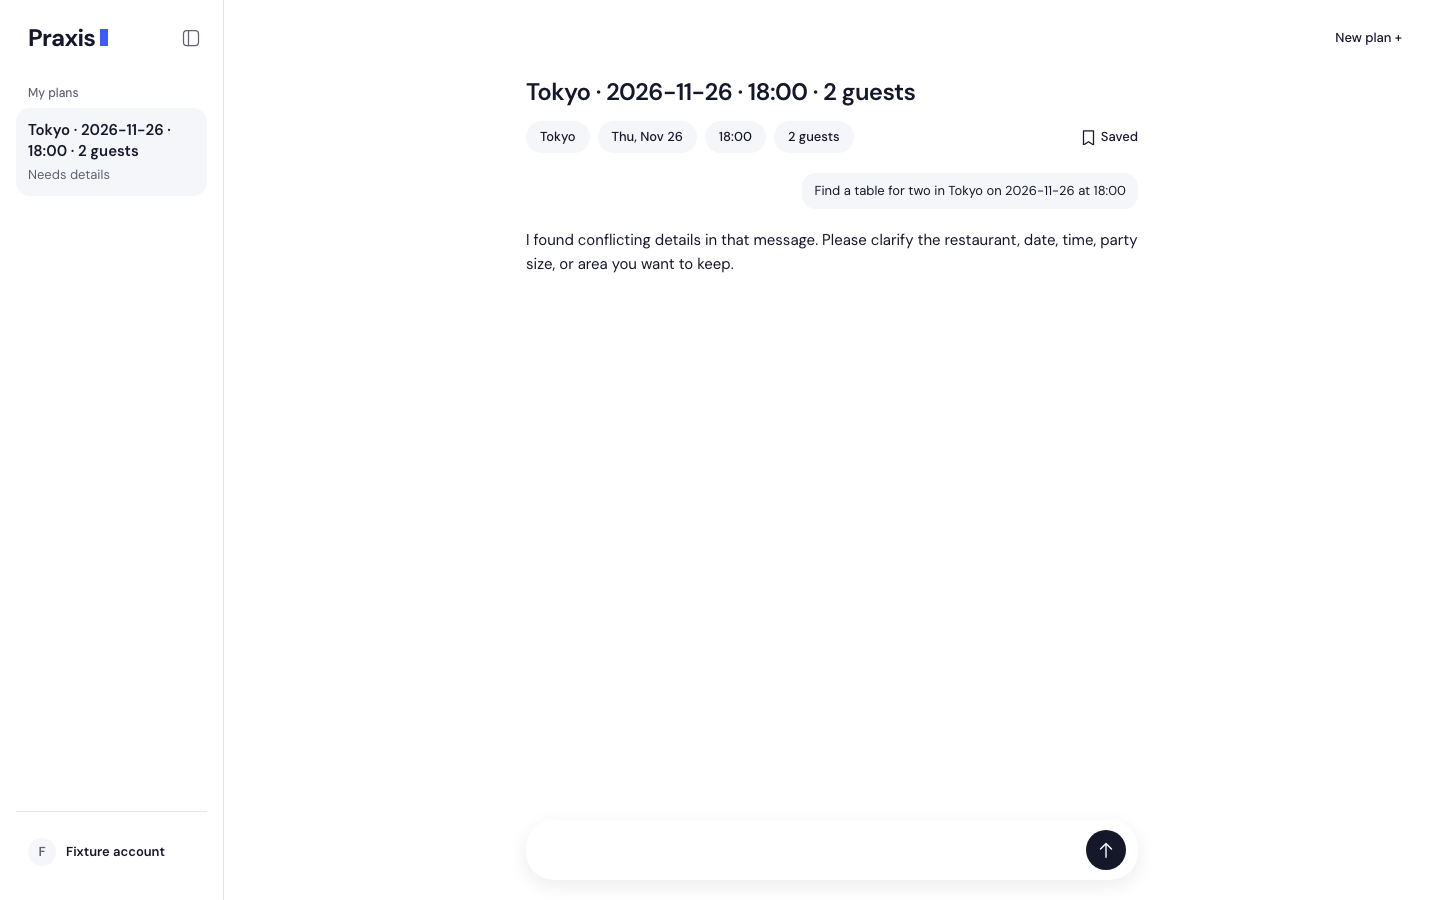 Praxis
New plan +
My plans
Tokyo · 2026-11-26 ·
18:00 · 2 guests
Needs details
Tokyo · 2026-11-26 · 18:00 · 2 guests
Tokyo
Thu, Nov 26
18:00
2 guests
Saved
Find a table for two in Tokyo on 2026-11-26 at 18:00
I found conflicting details in that message. Please clarify the restaurant, date, time, party
size, or area you want to keep.
F
Fixture account